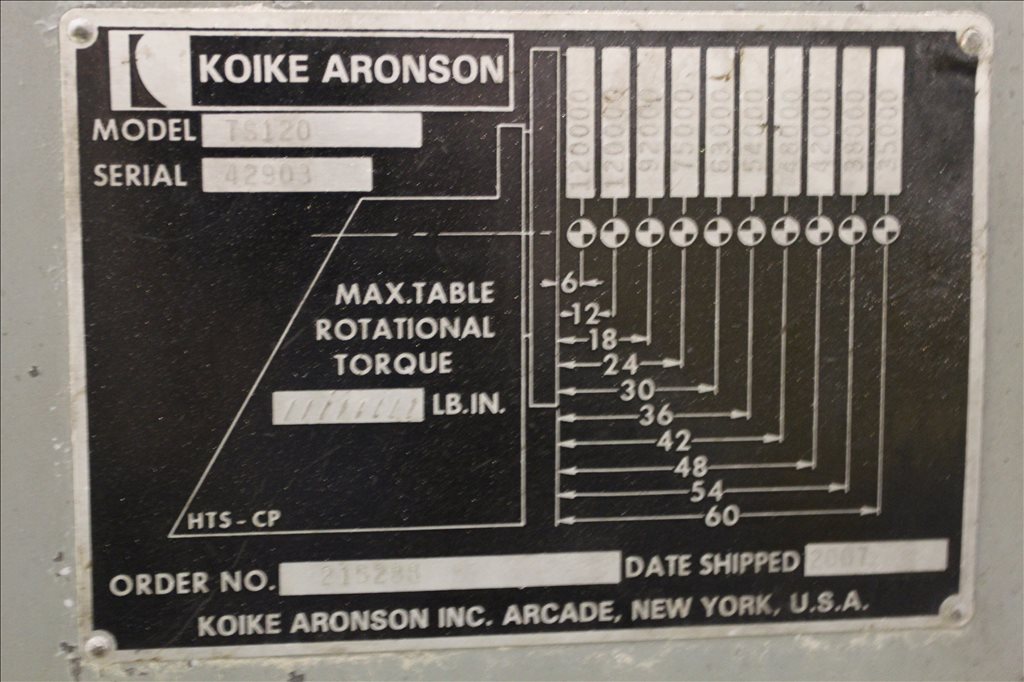 KOIKE ARONSON
MODEL TS120
SERIAL 42903
120000
120000
92000
75000
63000
54000
48000
42000
38000
35500
6
12
18
24
30
36
42
48
54
60
MAX.TABLE
ROTATIONAL
TORQUE
LB.IN.
HTS-CP
ORDER NO.
DATE SHIPPED 2007
KOIKE ARONSON INC. ARCADE, NEW YORK, U.S.A.